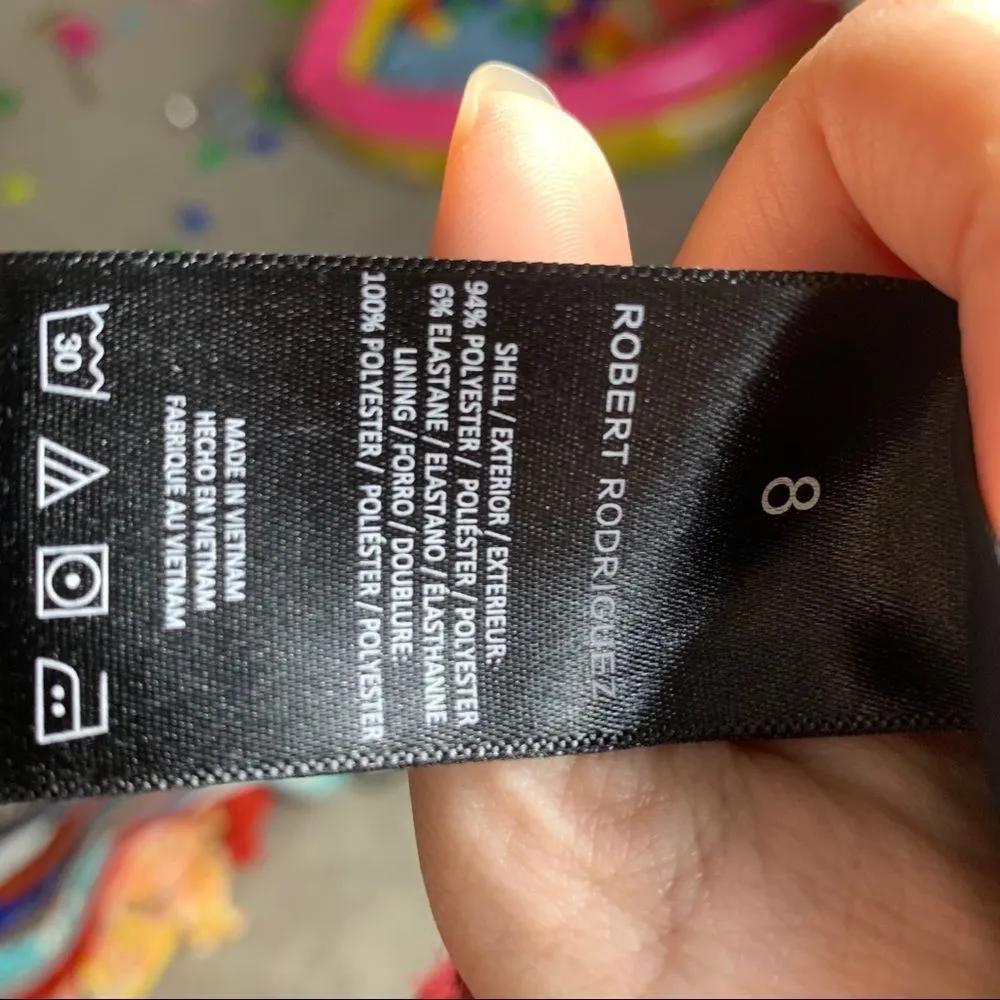 8
ROBERT RODRIGUEZ
SHELL / EXTERIOR / EXTERIEUR:
94% POLYESTER / POLIÉSTER / POLYESTER
6% ELASTANE / ELASTANO / ÉLASTHANNE
LINING / FORRO / DOUBLURE:
100% POLYESTER / POLIÉSTER / POLYESTER
MADE IN VIETNAM
HECHO EN VIETNAM
FABRIQUE AU VIETNAM
30